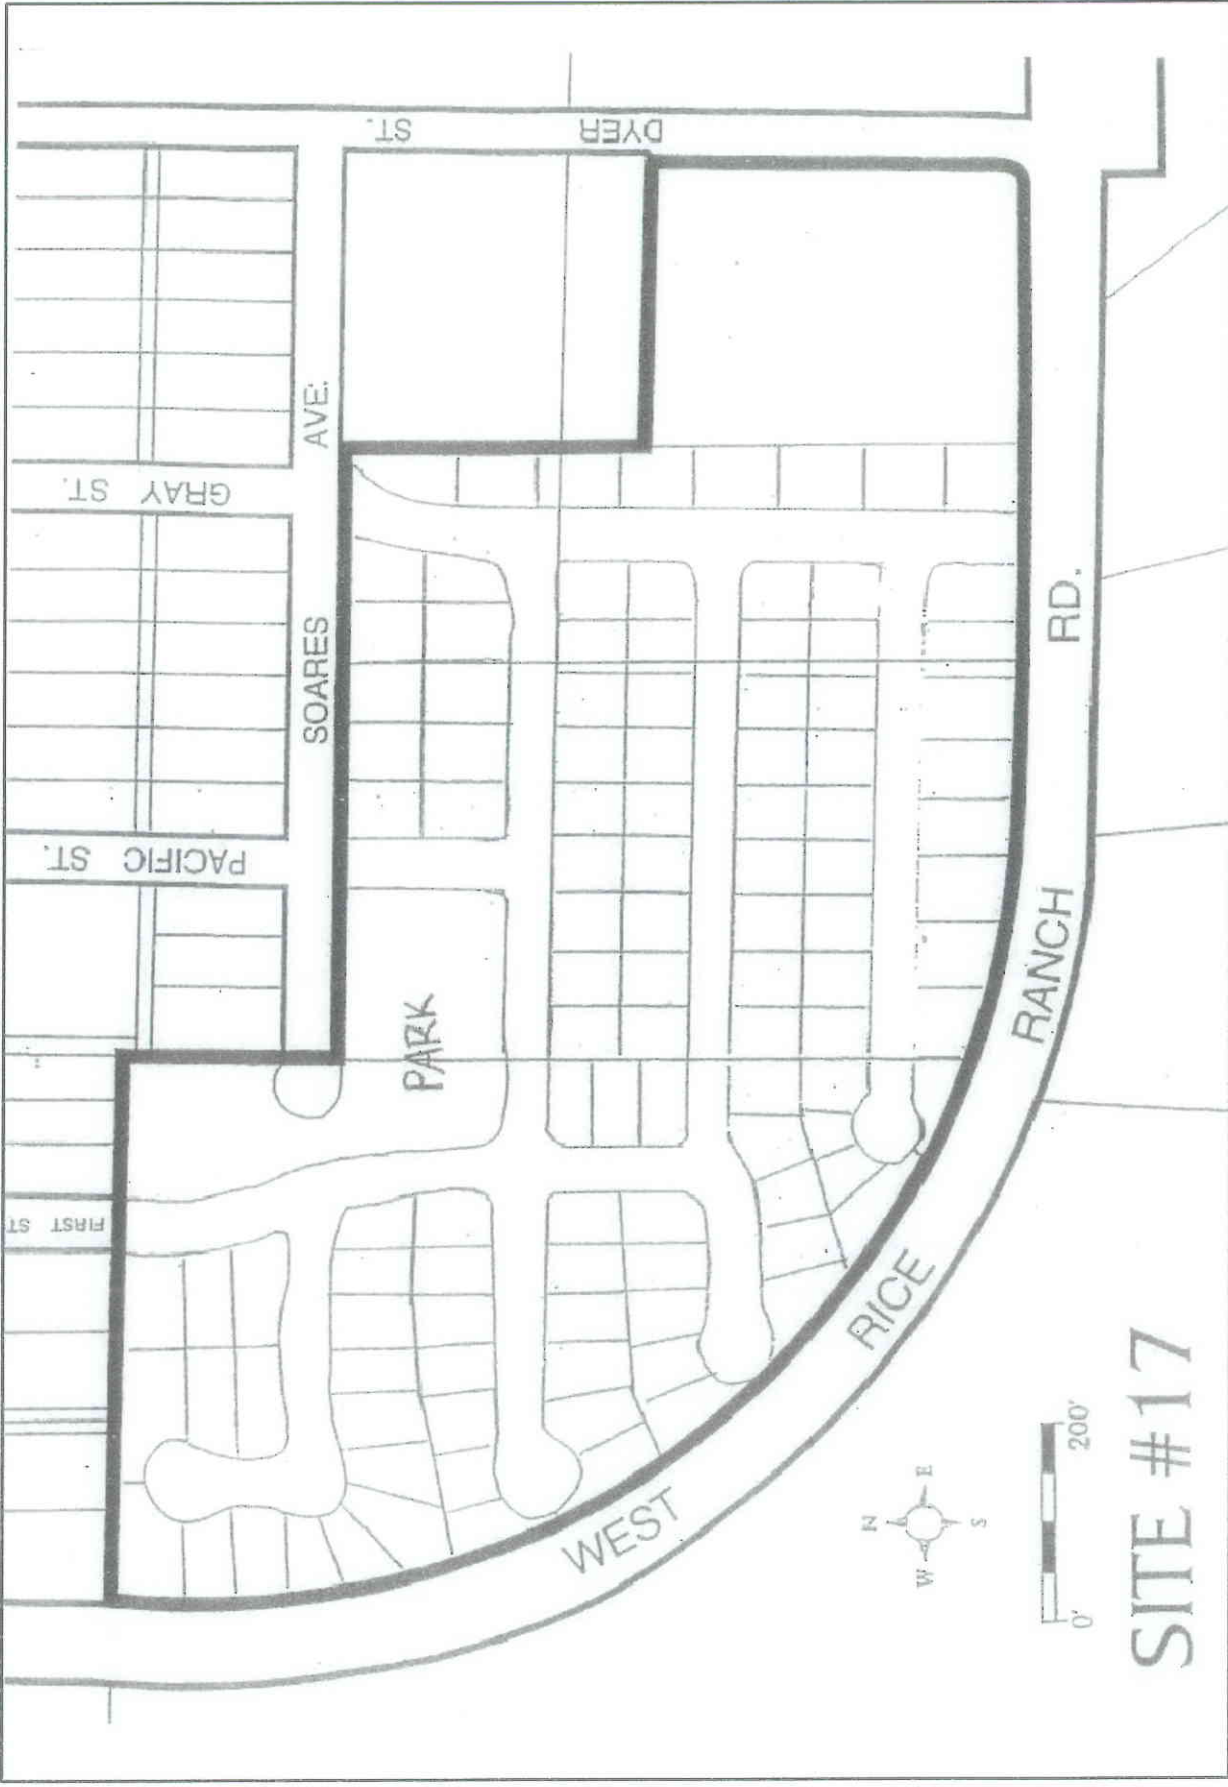 DYER ST.
GRAY ST.
SOARES AVE.
PACIFIC ST.
PARK
FIRST ST
WEST RICE RANCH RD.
N
W E
S
0' 200'
SITE #17